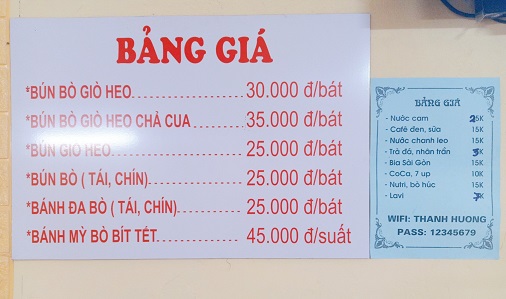 BẢNG GIÁ
*BÚN BÒ GIÒ HEO.................. 30.000 đ/bát
*BÚN BÒ GIÒ HEO CHẢ CUA........ 35.000 đ/bát
*BÚN GIÒ HEO....................... 25.000 đ/bát
*BÚN BÒ ( TÁI, CHÍN)................ 25.000 đ/bát
*BÁNH ĐA BÒ ( TÁI, CHÍN).......... 25.000 đ/bát
*BÁNH MỲ BÒ BÍT TẾT............. 45.000 đ/suất
BẢNG GIÁ
- Nước cam 25K
- Café đen, sữa 15K
- Nước chanh leo 15K
- Trà đá, nhân trần K
- Bia Sài Gòn 15K
- CoCa, 7 up 10K
- Nutri, bò húc 15K
- Lavi K
WIFI: THANH HUONG
PASS: 12345679